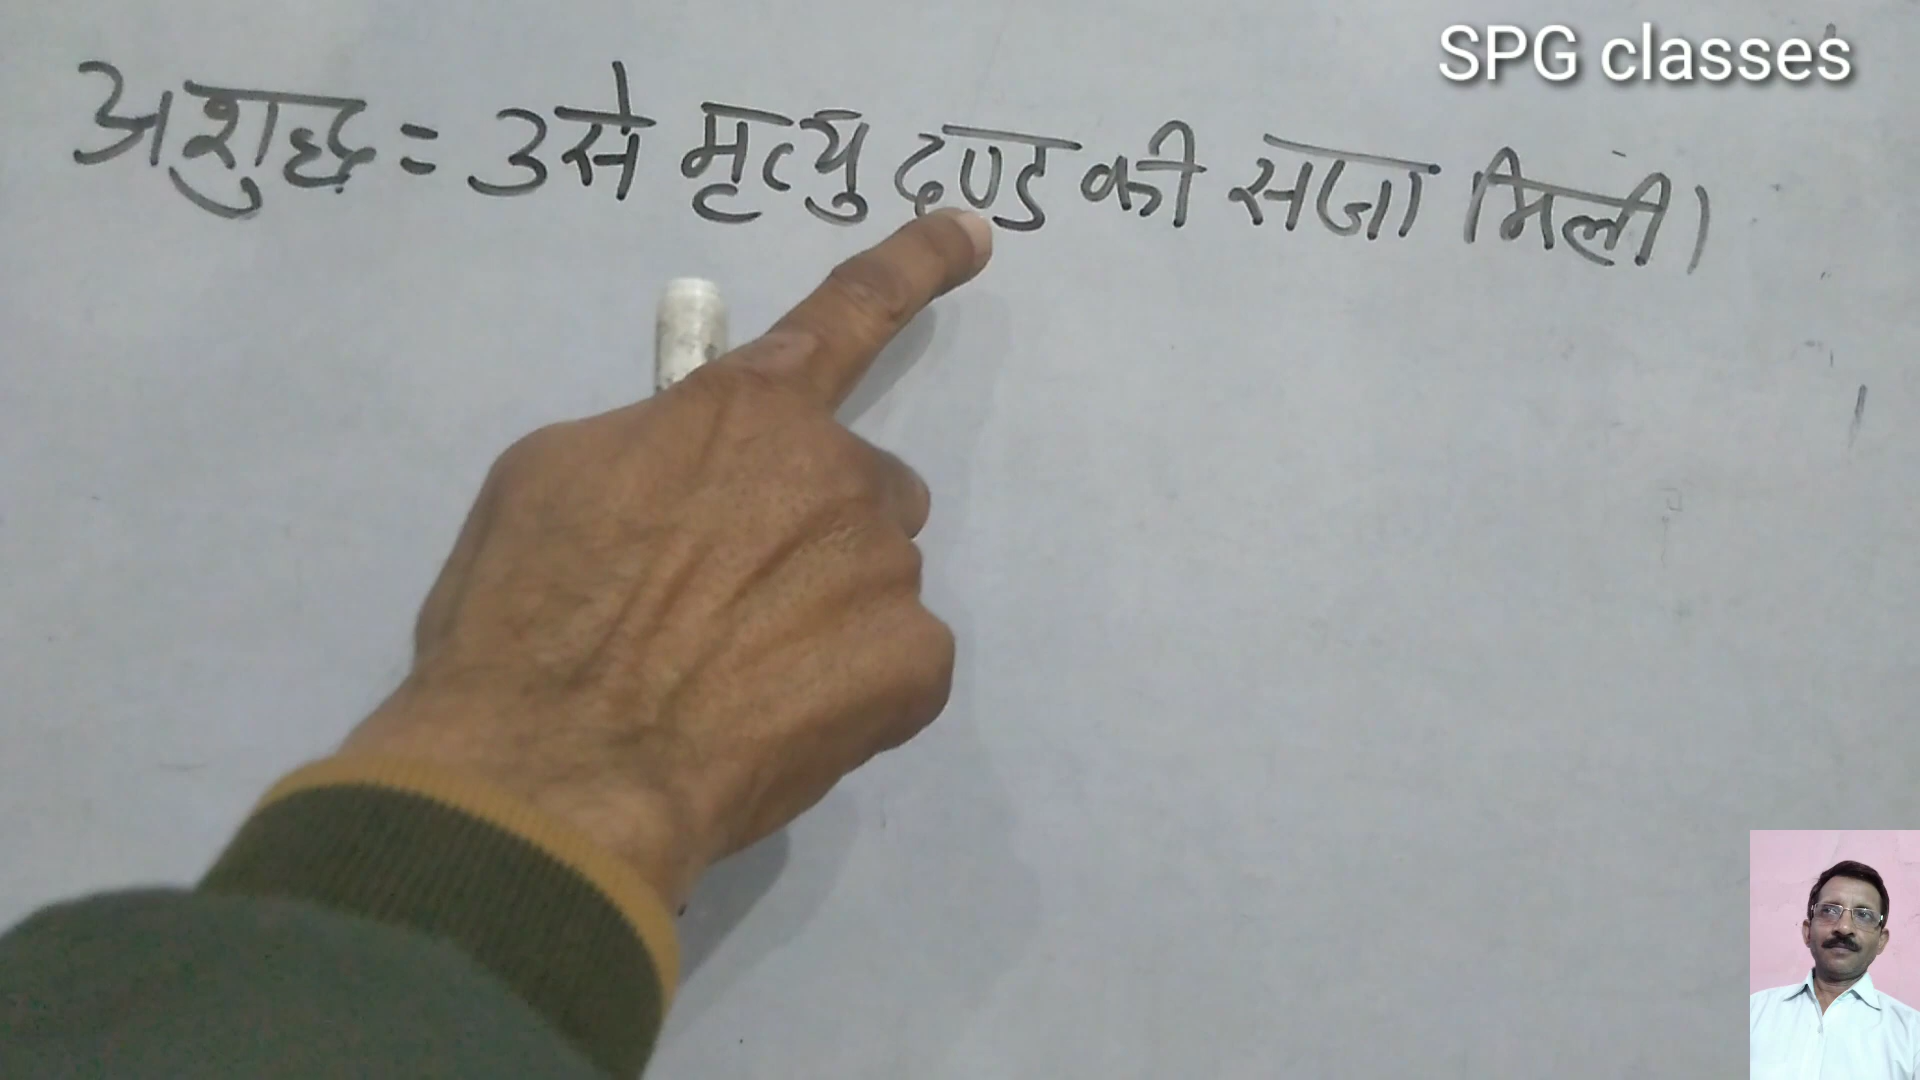 SPG classes
अशुद्ध = उसे मृत्यु दण्ड की सजा मिली।